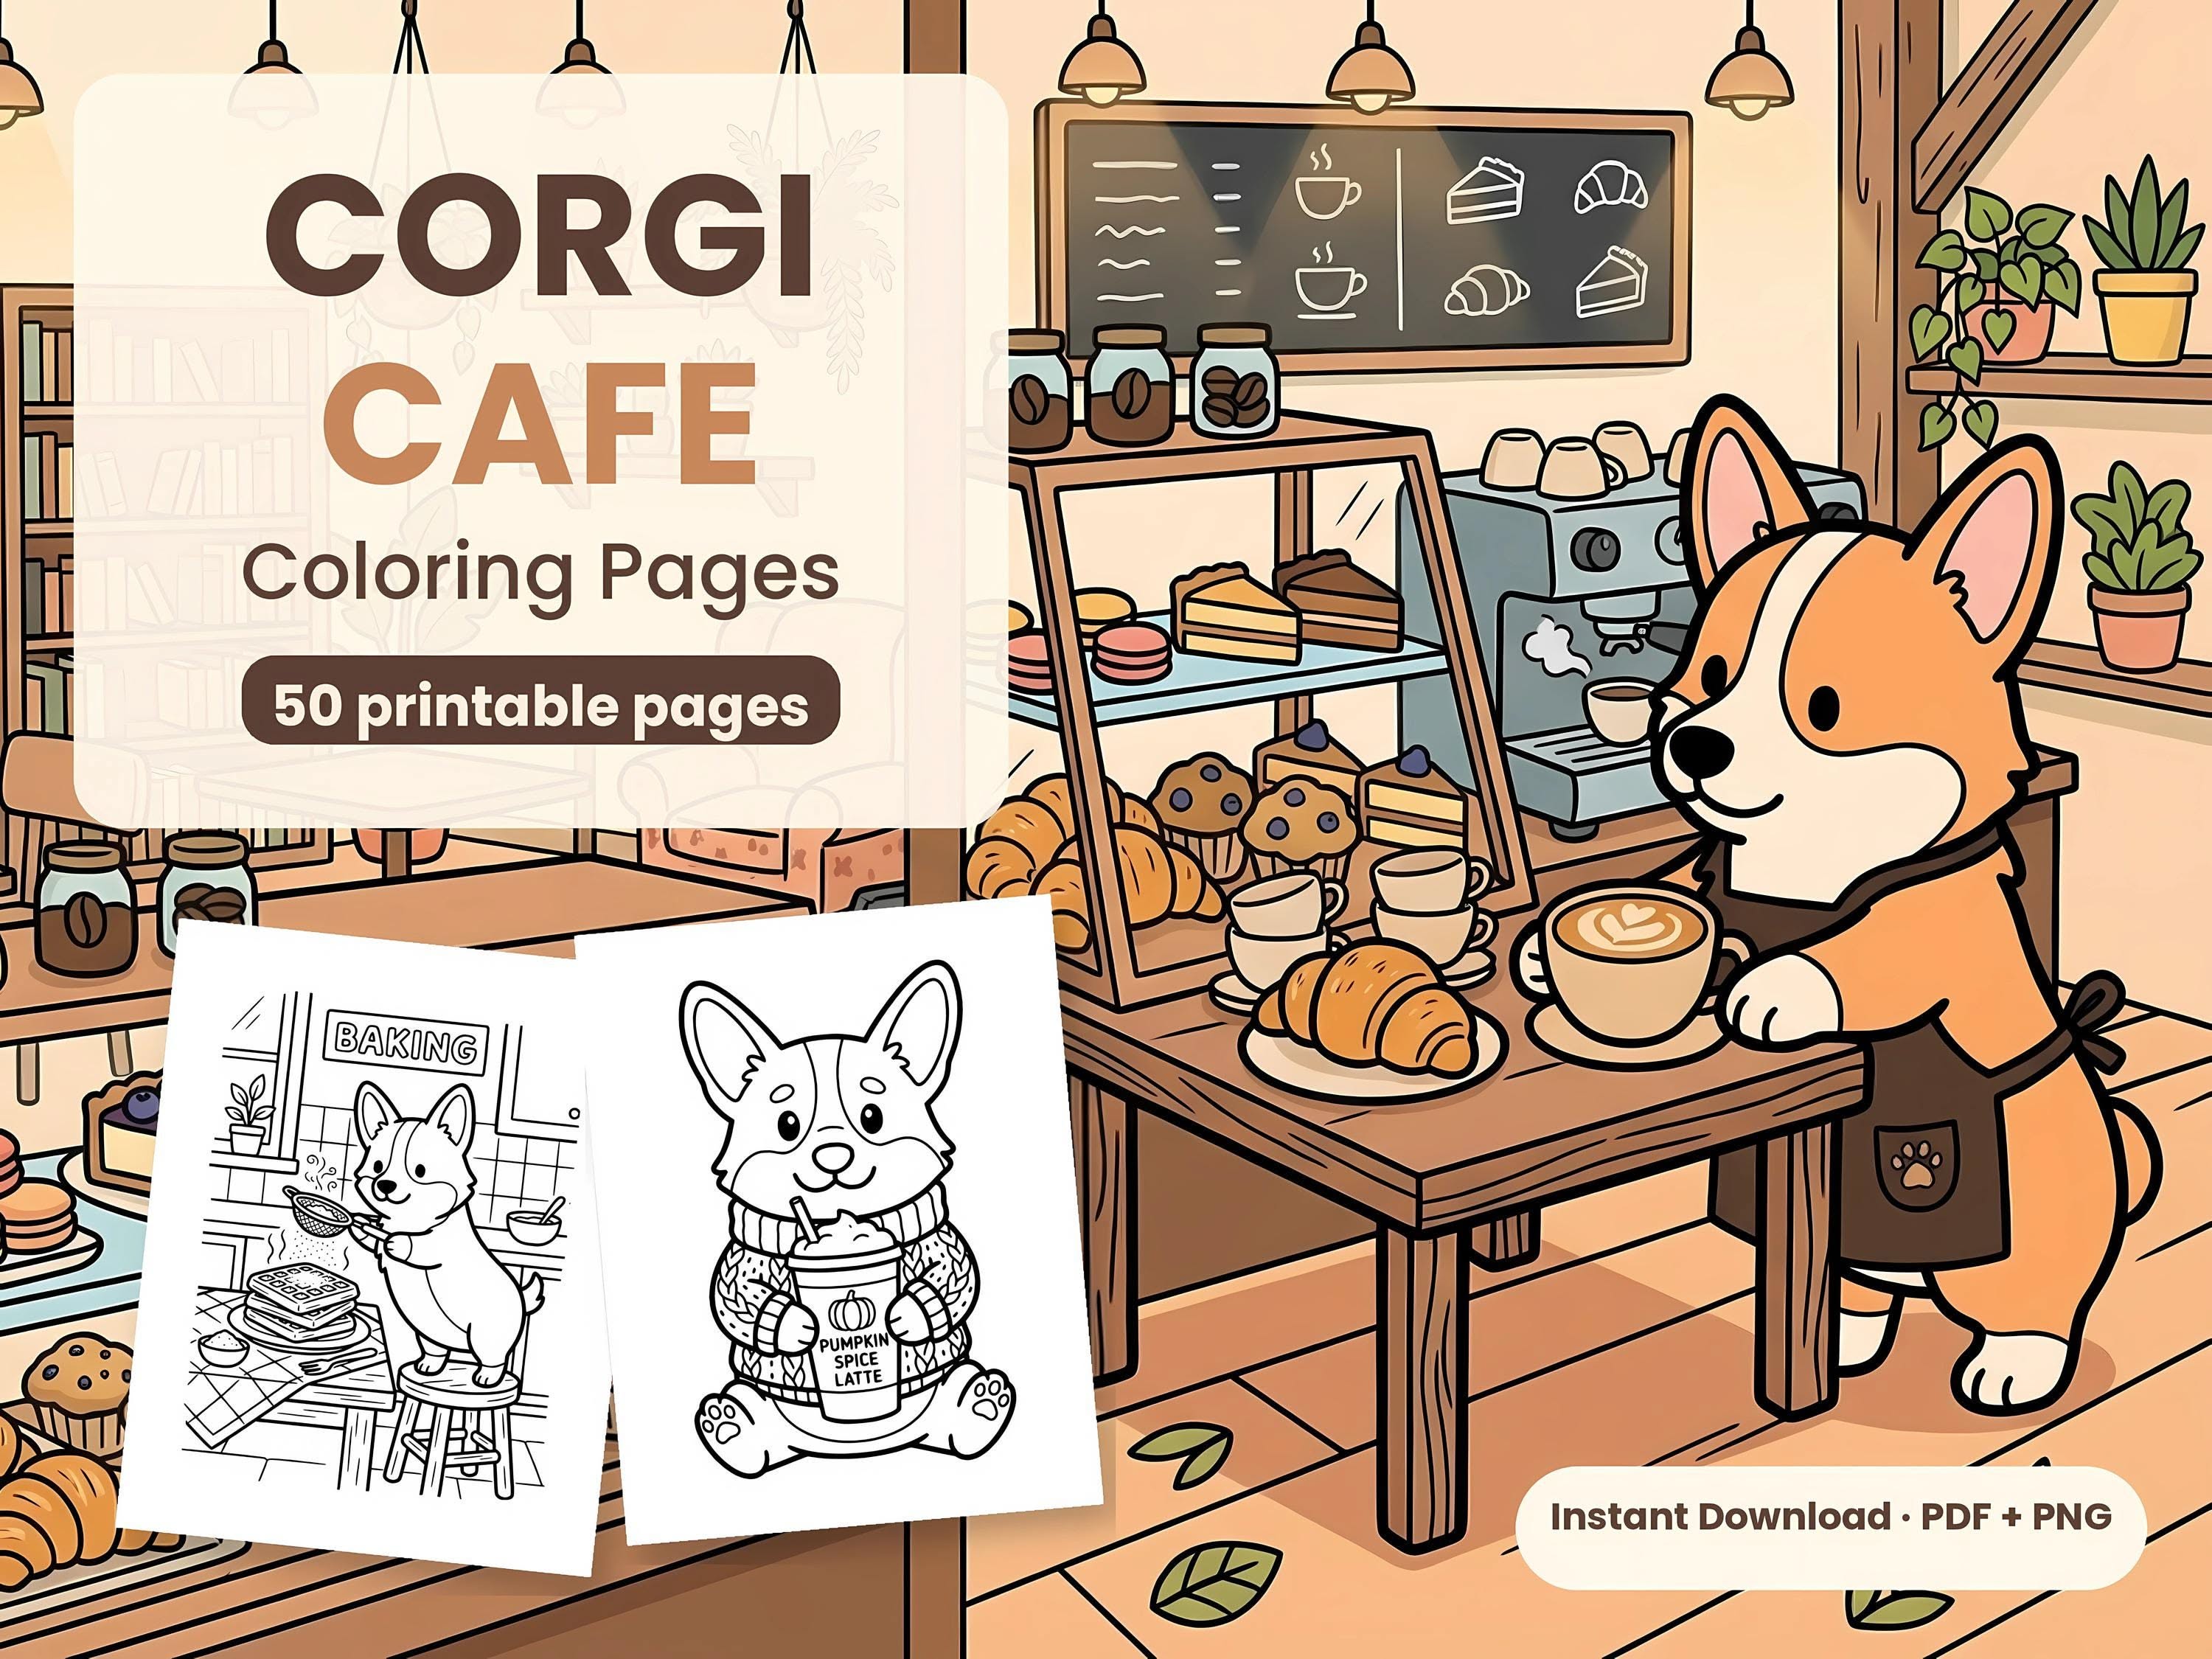 CORGI
CAFE
Coloring Pages
50 printable pages
BAKING
PUMPKIN
SPICE
LATTE
Instant Download · PDF + PNG